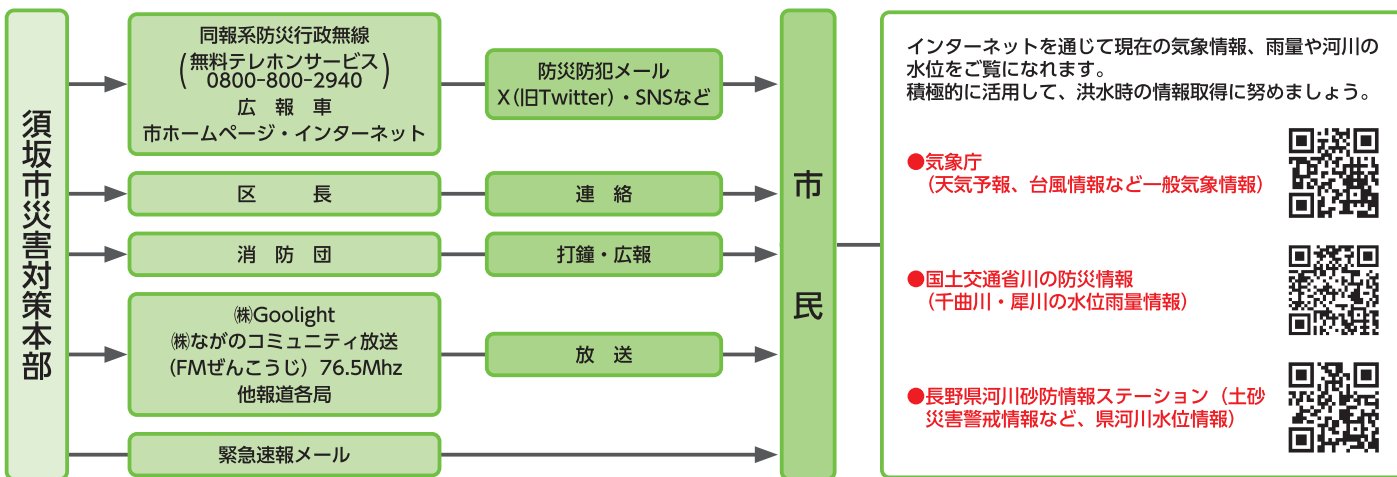 須坂市災害対策本部
同報系防災行政無線
(無料テレホンサービス
0800-800-2940)
広報車
市ホームページ・インターネット
防災防犯メール
X(旧Twitter)・SNSなど
区　長
連　絡
消　防　団
打鐘・広報
㈱Goolight
㈱ながのコミュニティ放送
(FMぜんこうじ) 76.5Mhz
他報道各局
放　送
緊急速報メール
市民
インターネットを通じて現在の気象情報、雨量や河川の
水位をご覧になれます。
積極的に活用して、洪水時の情報取得に努めましょう。
●気象庁
(天気予報、台風情報など一般気象情報)
●国土交通省川の防災情報
(千曲川・犀川の水位雨量情報)
●長野県河川砂防情報ステーション (土砂
災害警戒情報など、県河川水位情報)